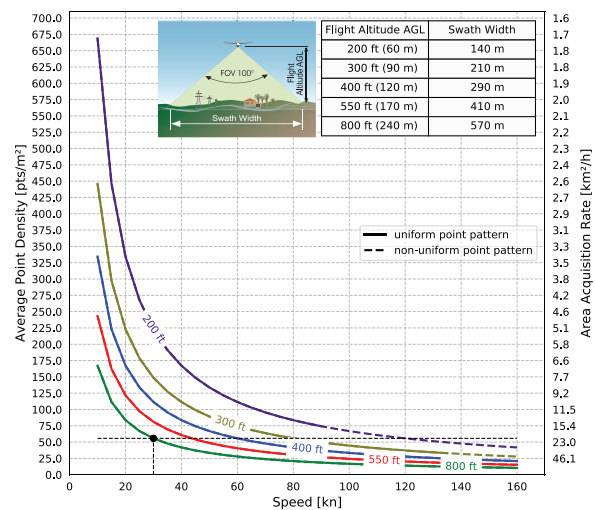 Average Point Density [pts/m²]
700.0
675.0
650.0
625.0
600.0
575.0
550.0
525.0
500.0
475.0
450.0
425.0
400.0
375.0
350.0
325.0
300.0
275.0
250.0
225.0
200.0
175.0
150.0
125.0
100.0
75.0
50.0
25.0
0.0
FOV 100°
Flight
Altitude AGL
Swath Width
Flight Altitude AGL Swath Width
200 ft (60 m) 140 m
300 ft (90 m) 210 m
400 ft (120 m) 290 m
550 ft (170 m) 410 m
800 ft (240 m) 570 m
uniform point pattern
non-uniform point pattern
200 ft
300 ft
400 ft
550 ft
800 ft
1.6
1.7
1.8
1.8
1.9
2.0
2.1
2.2
2.3
2.4
2.6
2.7
2.9
3.1
3.3
3.5
3.8
4.2
4.6
5.1
5.8
6.6
7.7
9.2
11.5
15.4
23.0
46.1
Area Acquisition Rate [km²/h]
0 20 40 60 80 100 120 140 160
Speed [kn]